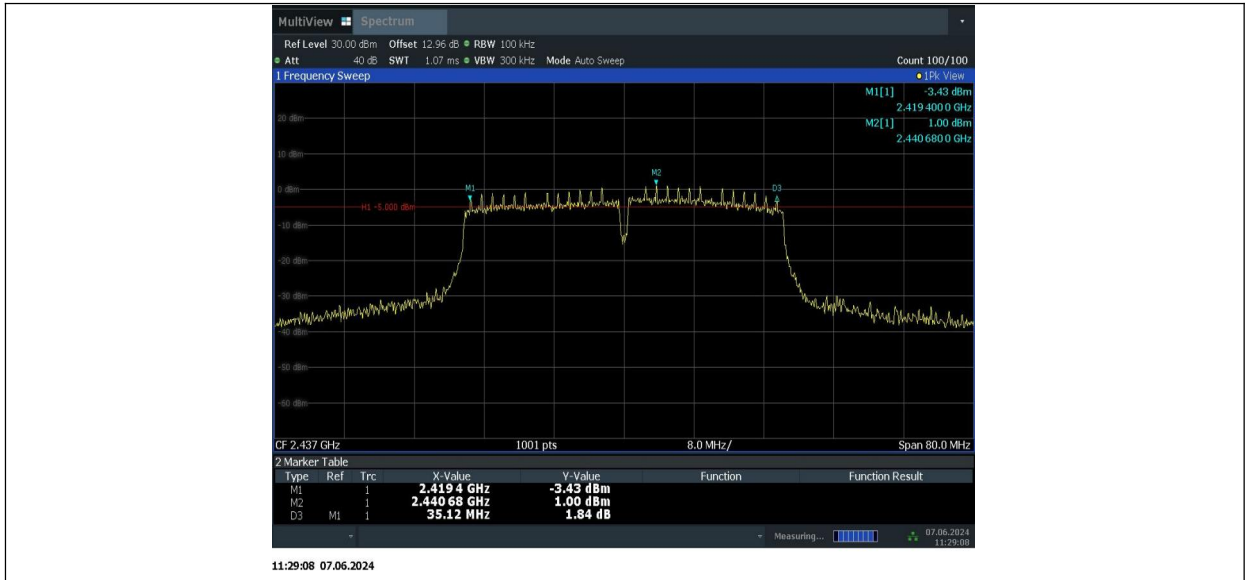 MultiView Spectrum
Ref Level 30.00 dBm Offset 12.96 dB RBW 100 kHz
Att 40 dB SWT 1.07 ms VBW 300 kHz Mode Auto Sweep Count 100/100
1 Frequency Sweep 1Pk View
M1[1] -3.43 dBm
2.419 400 0 GHz
M2[1] 1.00 dBm
2.440 680 0 GHz
20 dBm
10 dBm
M2
0 dBm M1 D3
H1 -5.000 dBm
-10 dBm
-20 dBm
-30 dBm
-40 dBm
-50 dBm
-60 dBm
CF 2.437 GHz 1001 pts 8.0 MHz/ Span 80.0 MHz
2 Marker Table
Type Ref Trc X-Value Y-Value Function Function Result
M1 1 2.419 4 GHz -3.43 dBm
M2 1 2.440 68 GHz 1.00 dBm
D3 M1 1 35.12 MHz 1.84 dB
Measuring... 07.06.2024
11:29:08
11:29:08 07.06.2024